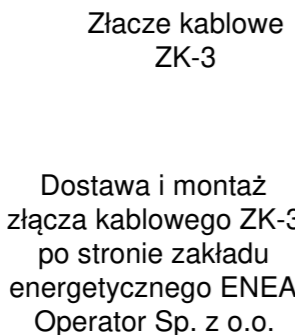 Złacze kablowe
ZK-3
Dostawa i montaż
złącza kablowego ZK-3
po stronie zakładu
energetycznego ENEA
Operator Sp. z o.o.